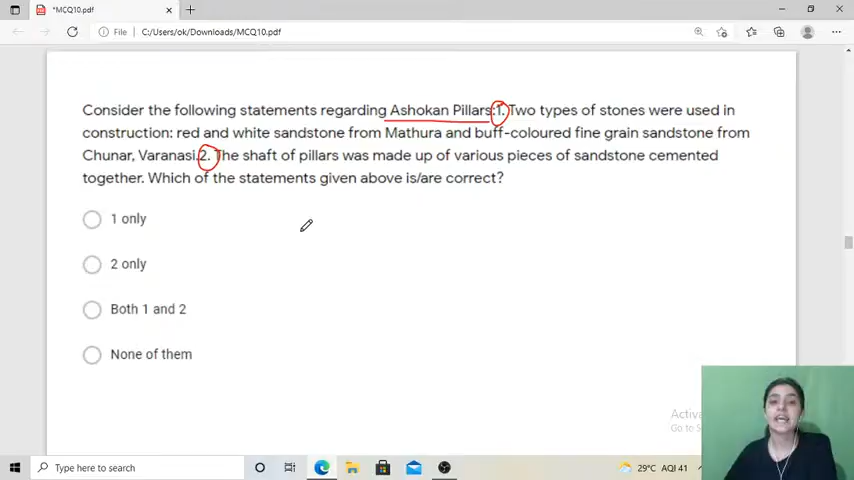 *MCQ10.pdf
File
C:/Users/ok/Downloads/MCQ10.pdf
Consider the following statements regarding Ashokan Pillars:1. Two types of stones were used in
construction: red and white sandstone from Mathura and buff-coloured fine grain sandstone from
Chunar, Varanasi.2. The shaft of pillars was made up of various pieces of sandstone cemented
together. Which of the statements given above is/are correct?
1 only
2 only
Both 1 and 2
None of them
Activa
Go to S
Type here to search
29°C AQI 41